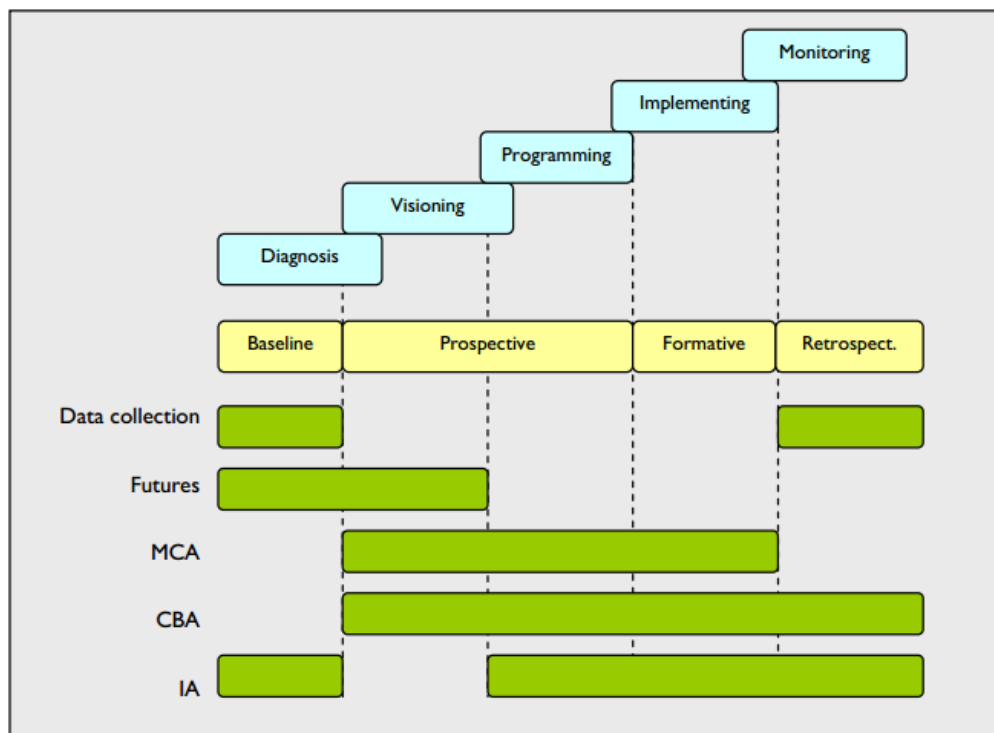 Monitoring
Implementing
Programming
Visioning
Diagnosis
Baseline Prospective Formative Retrospect.
Data collection
Futures
MCA
CBA
IA